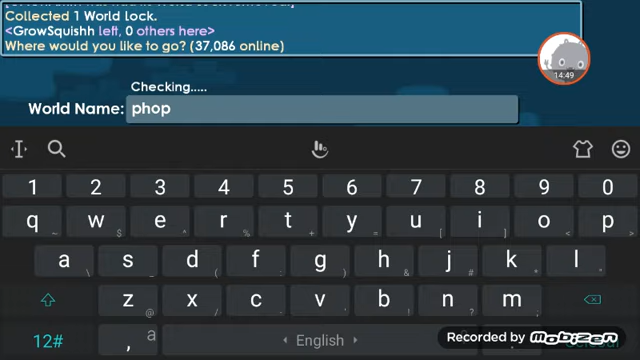 Collected 1 World lock.
<GrowSquishh left, 0 others here>
Where would you like to go? (37,086 online)
14:49
Checking.....
World Name: phop
1 2 3 4 5 6 7 8 9 0
q w e r t y u i o p
a s d f g h j k l
z x c v b n m
12# , a English
Recorded by Mobizen